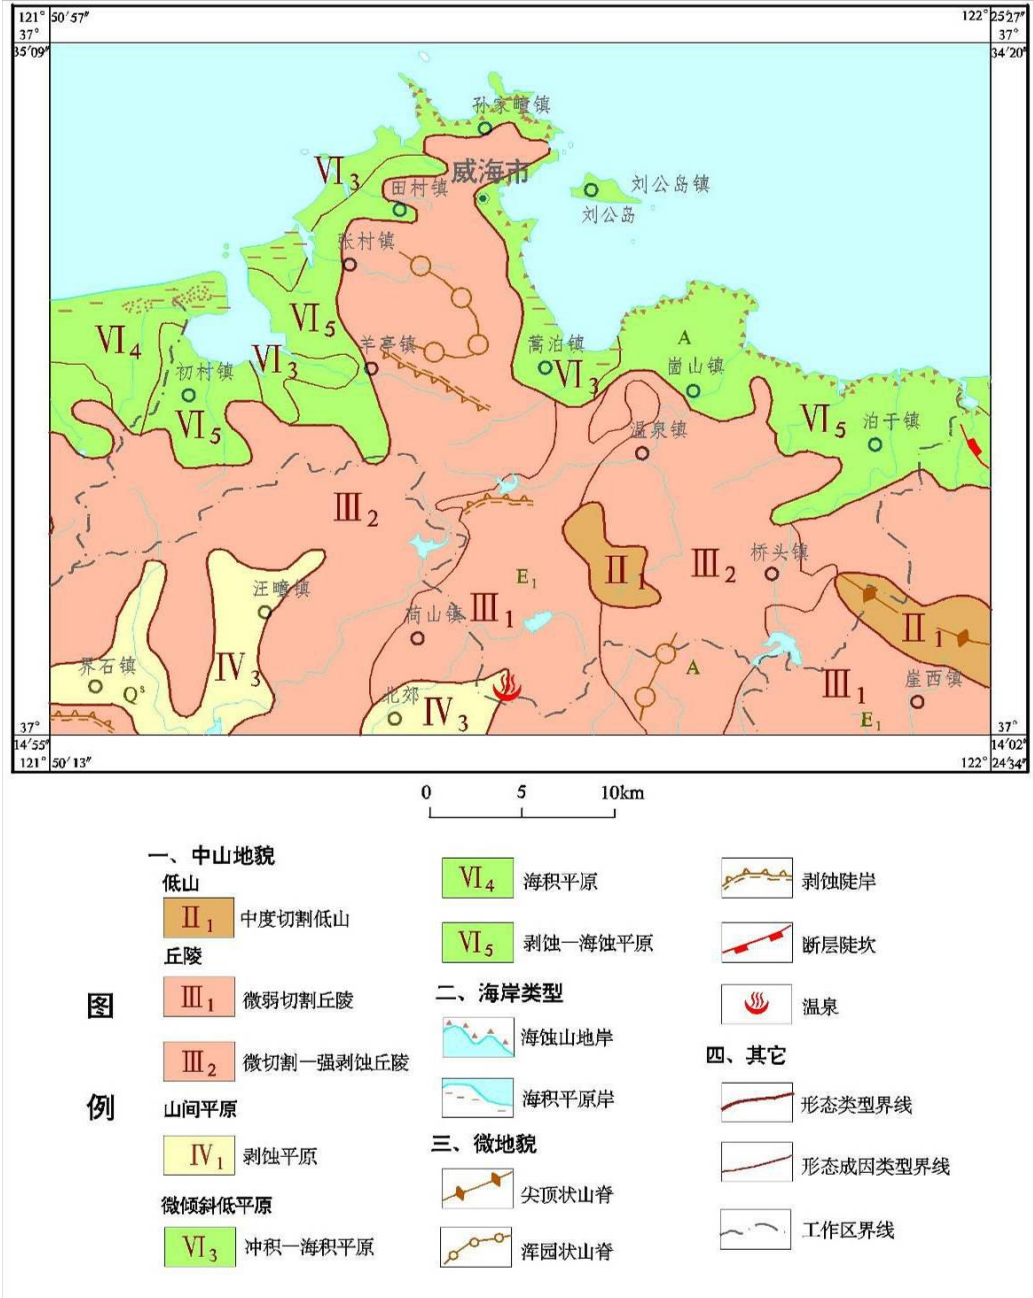 121° 50′57″
37°
35′09″
122° 25′27″
37°
34′20″
孙家疃镇
威海市
VI3
田村镇
刘公岛镇
刘公岛
张村镇
VI5
VI4
羊亭镇
蒿泊镇
A
VI3
初村镇
VI3
崮山镇
VI5
VI5
泊于镇
温泉镇
III2
桥头镇
II1
III2
E1
汪疃镇
III1
苘山镇
II1
界石镇
IV3
A
III1
崖西镇
Qs
北郊
IV3
E1
37°
14′55″
121° 50′13″
37°
14′02″
122° 24′34″
0 5 10km
图
例
一、中山地貌
低山
II1 中度切割低山
丘陵
III1 微弱切割丘陵
III2 微切割—强剥蚀丘陵
山间平原
IV1 剥蚀平原
微倾斜低平原
VI3 冲积—海积平原
VI4 海积平原
VI5 剥蚀—海蚀平原
二、海岸类型
海蚀山地岸
海积平原岸
三、微地貌
尖顶状山脊
浑园状山脊
剥蚀陡岸
断层陡坎
温泉
四、其它
形态类型界线
形态成因类型界线
工作区界线